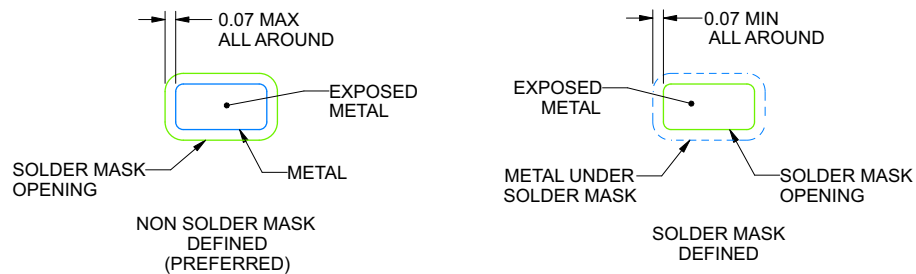 0.07 MAX
ALL AROUND
EXPOSED
METAL
SOLDER MASK
OPENING
METAL
NON SOLDER MASK
DEFINED
(PREFERRED)
0.07 MIN
ALL AROUND
EXPOSED
METAL
METAL UNDER
SOLDER MASK
SOLDER MASK
OPENING
SOLDER MASK
DEFINED